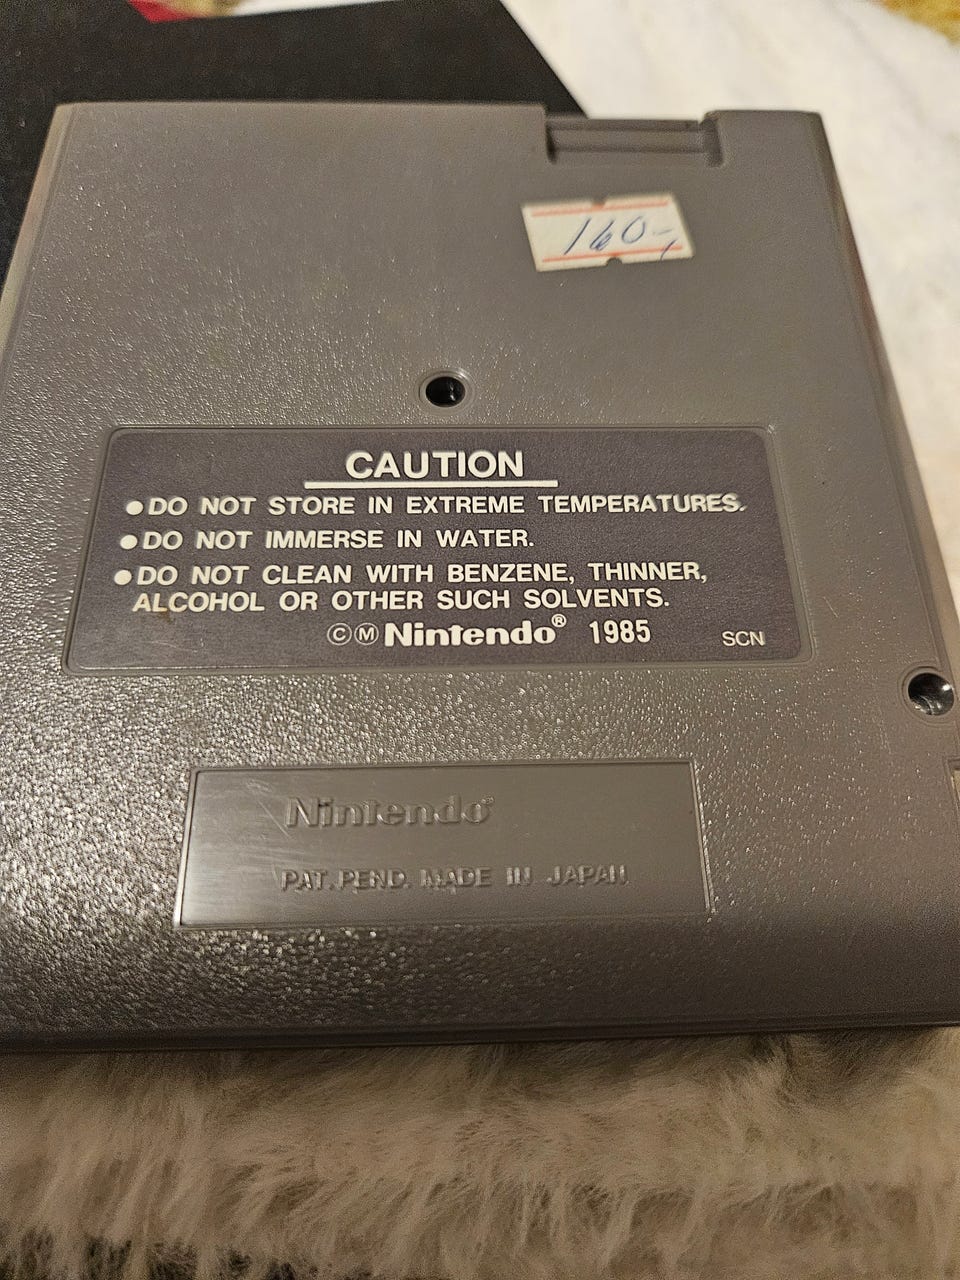 160-
CAUTION
●DO NOT STORE IN EXTREME TEMPERATURES.
●DO NOT IMMERSE IN WATER.
●DO NOT CLEAN WITH BENZENE, THINNER,
ALCOHOL OR OTHER SUCH SOLVENTS.
©Ⓜ Nintendo® 1985 SCN
Nintendo®
PAT. PEND. MADE IN JAPAN